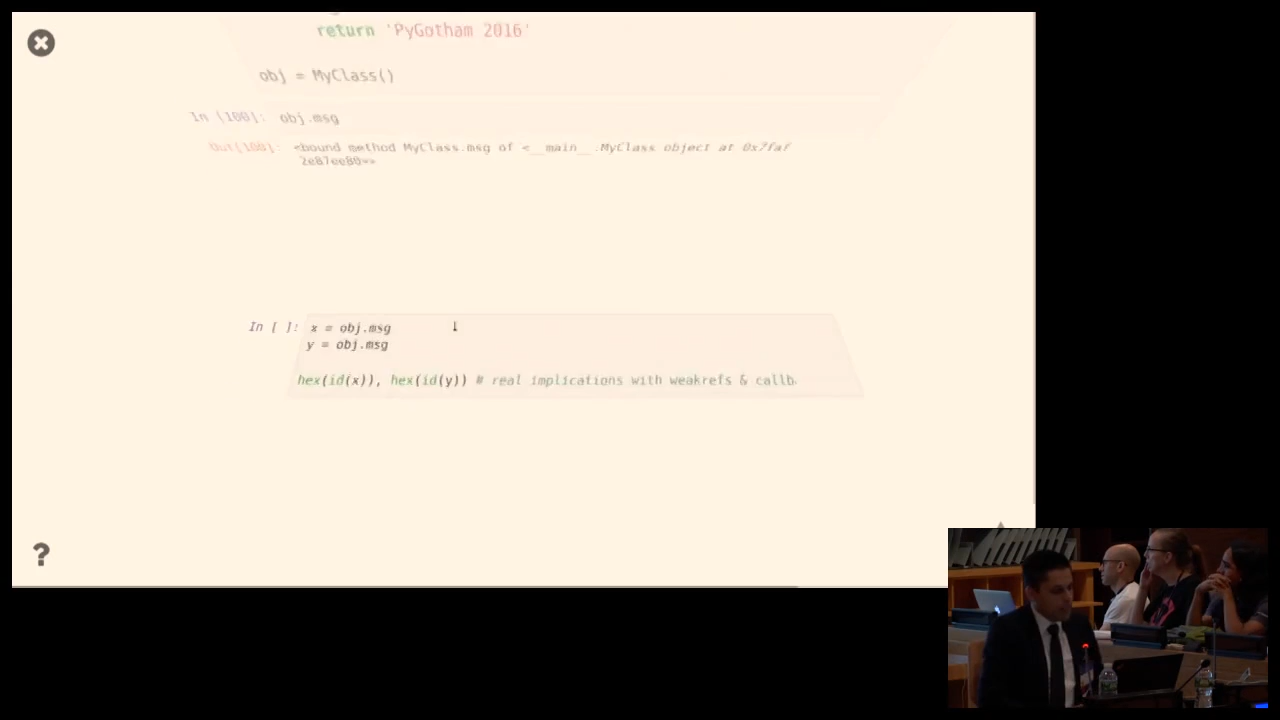 return 'PyGotham 2016'
obj = MyClass()
In [100]: obj.msg
Out[100]: <bound method MyClass.msg of <__main__.MyClass object at 0x7faf
2e87ee80>>
In [ ]: x = obj.msg
y = obj.msg
hex(id(x)), hex(id(y)) # real implications with weakrefs & callb
?